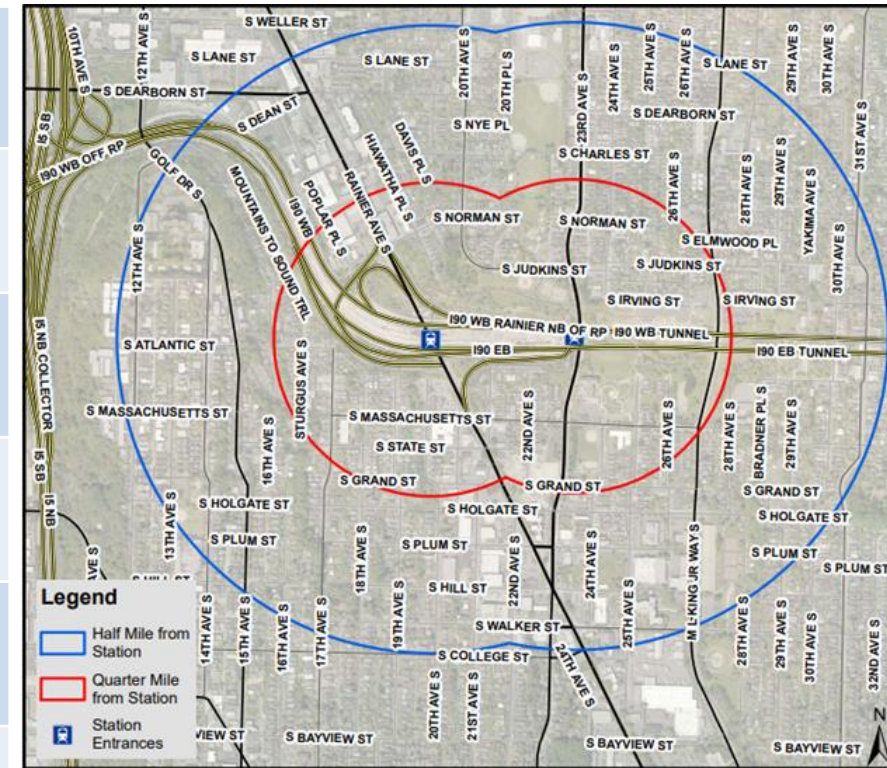 S WELLER ST
10TH AVE S
12TH AVE S
S LANE ST
S LANE ST
20TH AVE S
20TH PL S
23RD AVE S
24TH AVE S
25TH AVE S
26TH AVE S
S LANE ST
29TH AVE S
30TH AVE S
S DEARBORN ST
S DEAN ST
S NYE PL
S DEARBORN ST
31ST AVE S
I5 SB
I90 WB OFF RP
GOLF DR S
MOUNTAINS TO SOUND TRL
I90 WB
POPLAR PL S
RAINIER AVE S
HIAWATHA PL S
DAVIS PL S
S CHARLES ST
26TH AVE S
28TH AVE S
29TH AVE S
YAKIMA AVE S
30TH AVE S
S NORMAN ST
S NORMAN ST
S ELMWOOD PL
S JUDKINS ST
S JUDKINS ST
12TH AVE S
S IRVING ST
S IRVING ST
I90 WB RAINIER NB OF RP
I90 WB TUNNEL
I90 EB
I90 EB TUNNEL
I5 NB COLLECTOR
S ATLANTIC ST
STURGUS AVE S
S MASSACHUSETTS ST
S MASSACHUSETTS ST
16TH AVE S
22ND AVE S
26TH AVE S
28TH AVE S
BRADNER PL S
29TH AVE S
S STATE ST
I5 SB
I5 NB
S GRAND ST
S GRAND ST
S GRAND ST
S HOLGATE ST
S HOLGATE ST
S HOLGATE ST
13TH AVE S
S PLUM ST
18TH AVE S
S PLUM ST
22ND AVE S
24TH AVE S
M L KING JR WAY S
S PLUM ST
S PLUM ST
AVE S
S HILL ST
14TH AVE S
15TH AVE S
16TH AVE S
17TH AVE S
19TH AVE S
S WALKER ST
25TH AVE S
28TH AVE S
29TH AVE S
30TH AVE S
32ND AVE S
S COLLEGE ST
24TH AVE S
20TH AVE S
21ST AVE S
VIEW ST
S BAYVIEW ST
S BAYVIEW ST
S BAYVIEW ST
N
Legend
Half Mile from
Station
Quarter Mile
from Station
Station
Entrances